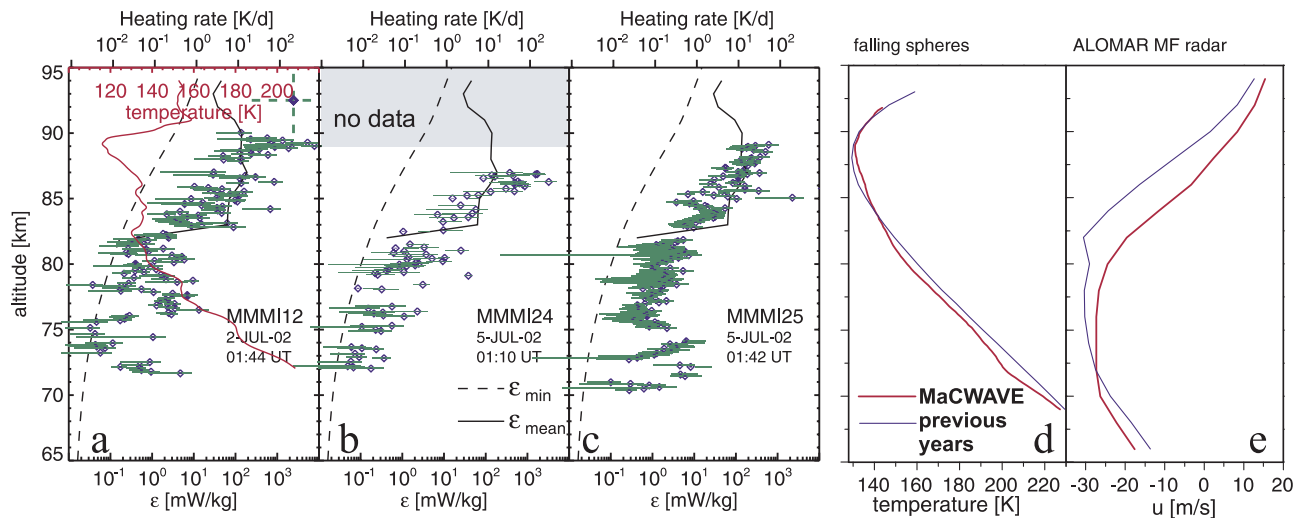 Heating rate [K/d]
10-2 10-1 100 101 102
Heating rate [K/d]
10-2 10-1 100 101 102
Heating rate [K/d]
10-2 10-1 100 101 102
falling spheres
ALOMAR MF radar
95
90
85
80
75
70
65
altitude [km]
120 140 160 180 200
temperature [K]
no data
MMMI12
2-JUL-02
01:44 UT
MMMI24
5-JUL-02
01:10 UT
MMMI25
5-JUL-02
01:42 UT
εmin
εmean
MaCWAVE
previous
years
a
b
c
d
e
10-1 100 101 102 103
ε [mW/kg]
10-1 100 101 102 103
ε [mW/kg]
10-1 100 101 102 103
ε [mW/kg]
140 160 180 200 220
temperature [K]
-30 -20 -10 0 10 20
u [m/s]